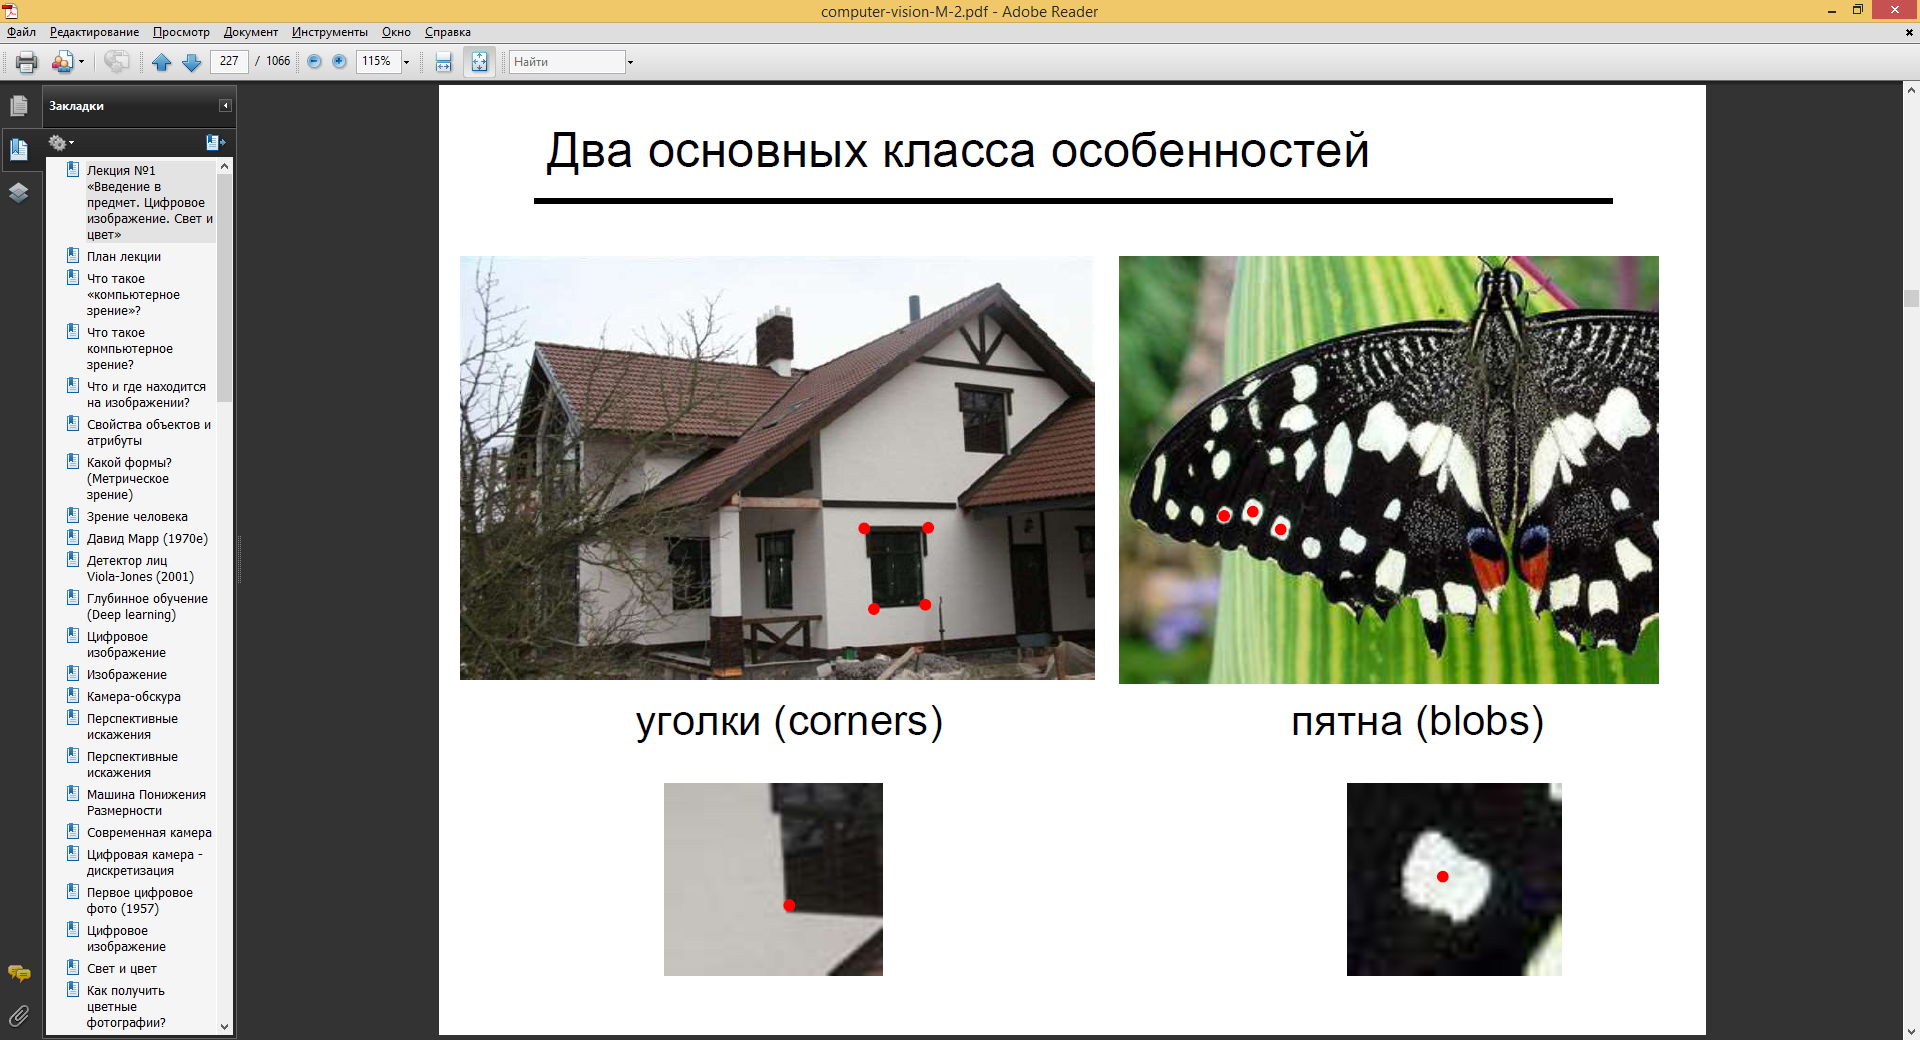 computer-vision-M-2.pdf - Adobe Reader
Файл Редактирование Просмотр Документ Инструменты Окно Справка
227 / 1066 115% Найти
Закладки
Лекция №1
«Введение в
предмет. Цифровое
изображение. Свет и
цвет»
План лекции
Что такое
«компьютерное
зрение»?
Что такое
компьютерное
зрение?
Что и где находится
на изображении?
Свойства объектов и
атрибуты
Какой формы?
(Метрическое
зрение)
Зрение человека
Давид Марр (1970е)
Детектор лиц
Viola-Jones (2001)
Глубинное обучение
(Deep learning)
Цифровое
изображение
Изображение
Камера-обскура
Перспективные
искажения
Перспективные
искажения
Машина Понижения
Размерности
Современная камера
Цифровая камера -
дискретизация
Первое цифровое
фото (1957)
Цифровое
изображение
Свет и цвет
Как получить
цветные
фотографии?
Два основных класса особенностей
уголки (corners)
пятна (blobs)